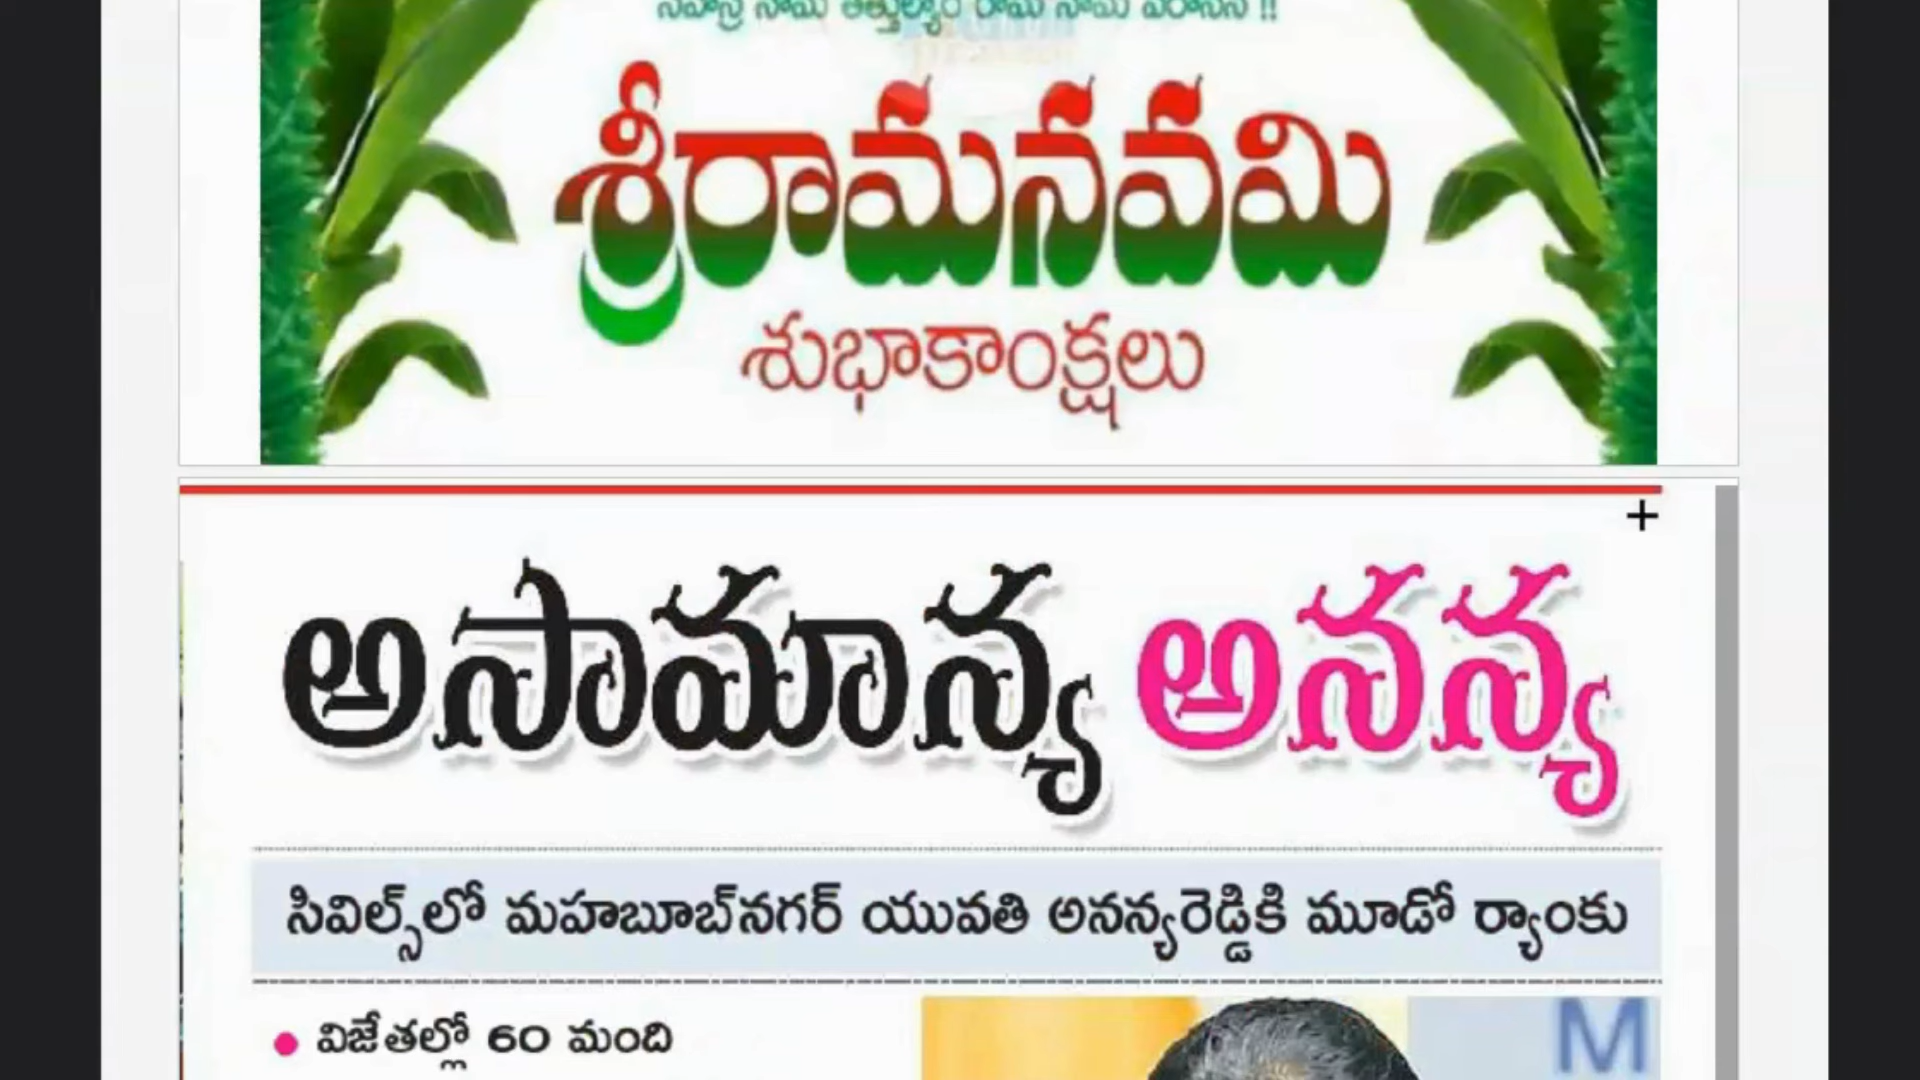 శ్రీరామనవమి
శుభాకాంక్షలు
+
అసామాన్య అనన్య
సివిల్స్‌లో మహబూబ్‌నగర్ యువతి అనన్యరెడ్డికి మూడో ర్యాంకు
• విజేతల్లో 60 మంది
M